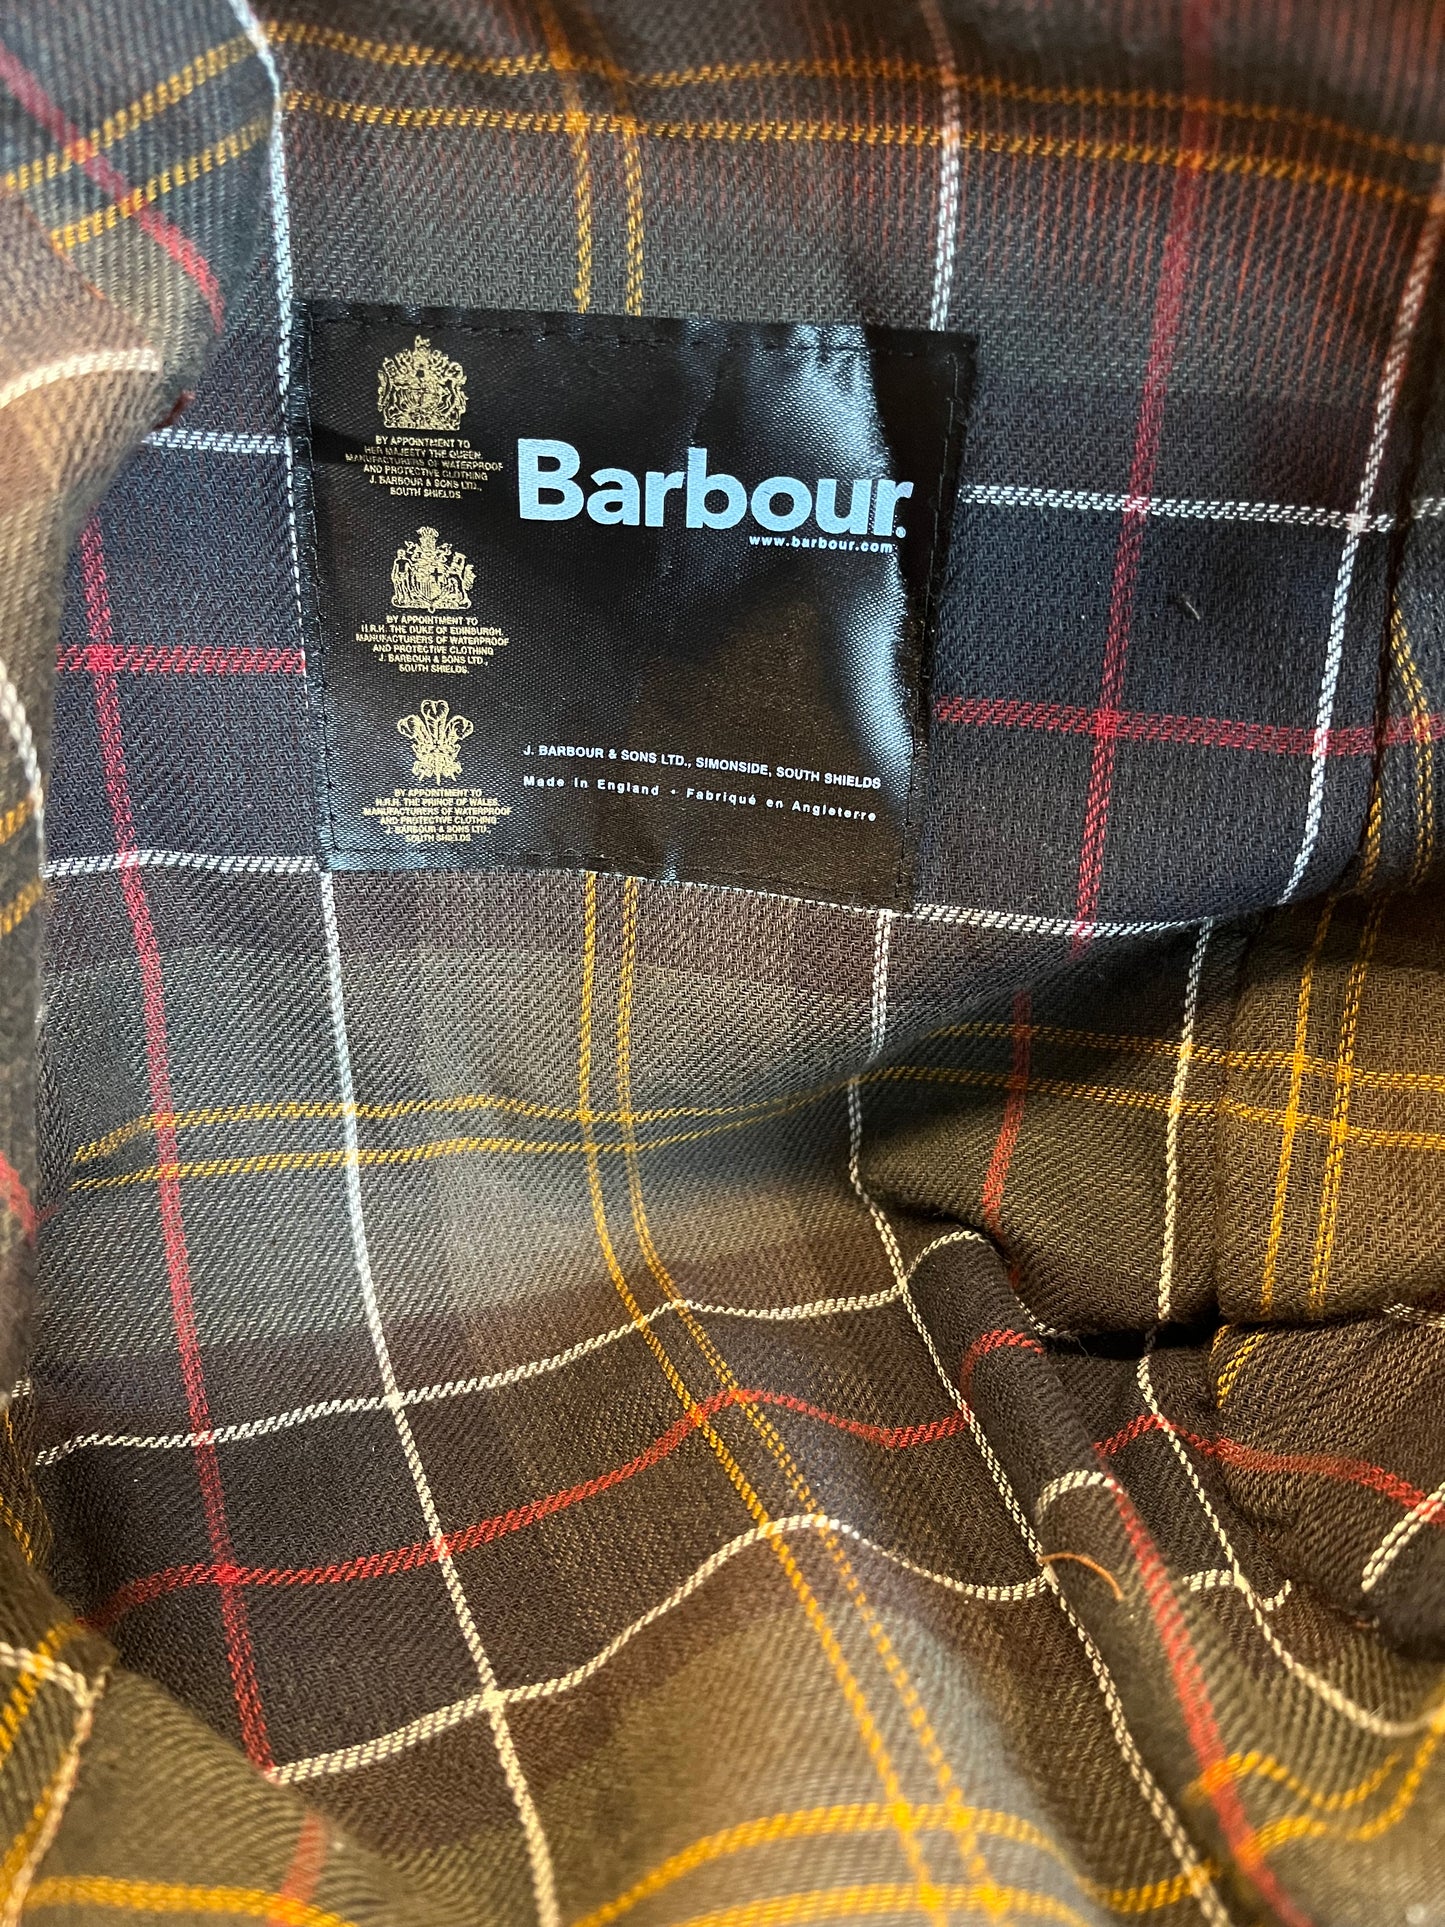 BY APPOINTMENT TO
HER MAJESTY THE QUEEN.
MANUFACTURERS OF WATERPROOF
AND PROTECTIVE CLOTHING
J. BARBOUR & SONS LTD.,
SOUTH SHIELDS.
Barbour®
www.barbour.com
BY APPOINTMENT TO
H.R.H. THE DUKE OF EDINBURGH.
MANUFACTURERS OF WATERPROOF
AND PROTECTIVE CLOTHING
J. BARBOUR & SONS LTD.,
SOUTH SHIELDS.
BY APPOINTMENT TO
H.R.H. THE PRINCE OF WALES.
MANUFACTURERS OF WATERPROOF
AND PROTECTIVE CLOTHING
J. BARBOUR & SONS LTD.,
SOUTH SHIELDS.
J. BARBOUR & SONS LTD., SIMONSIDE, SOUTH SHIELDS
Made in England • Fabriqué en Angleterre